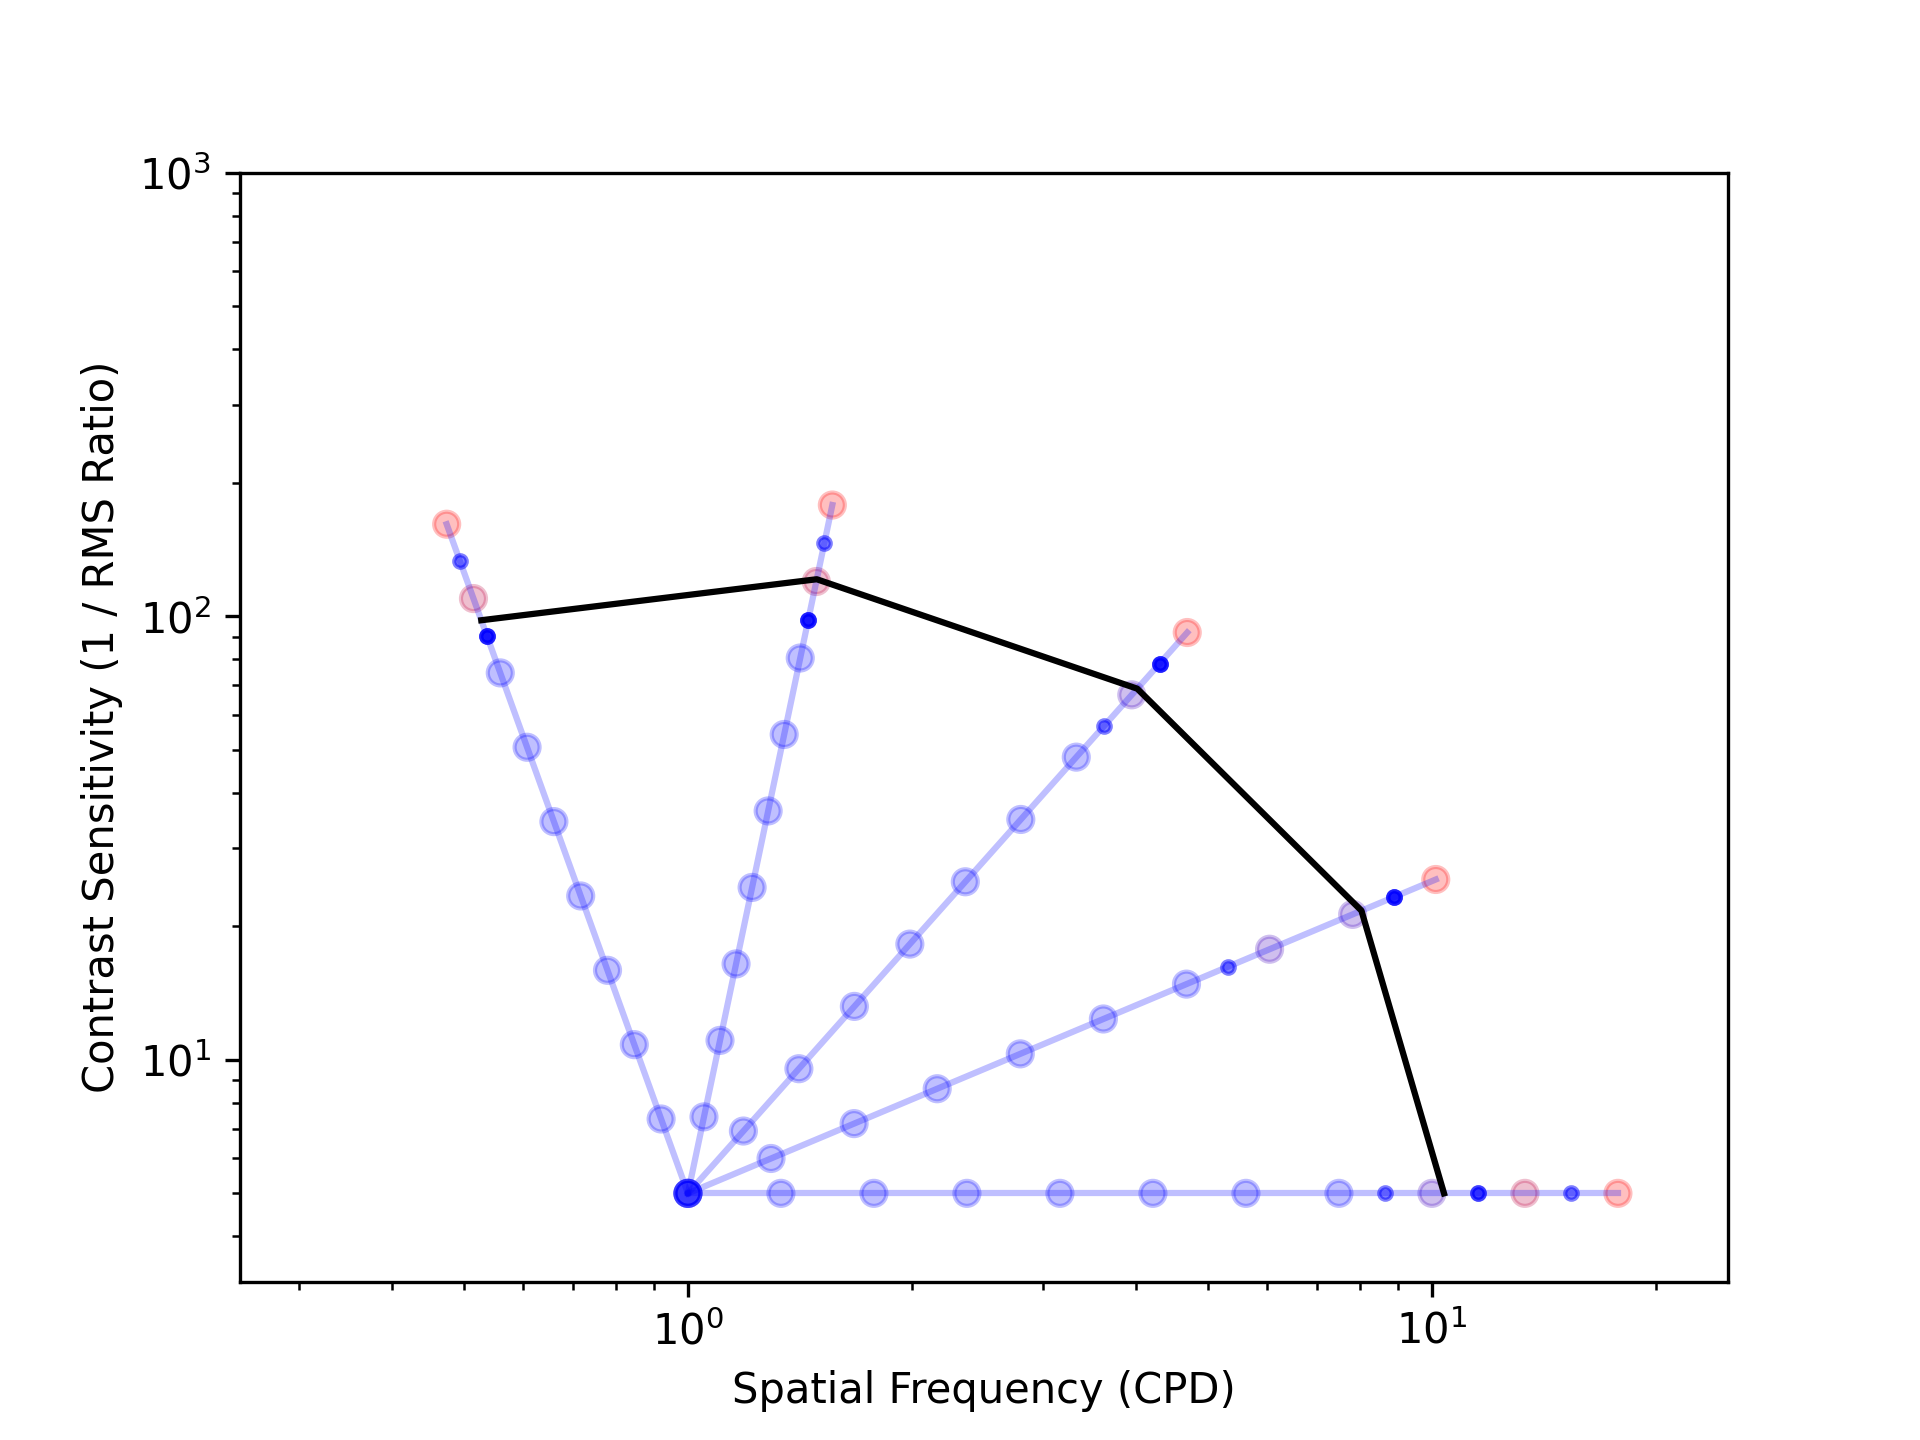 10³
10²
10¹
Contrast Sensitivity (1 / RMS Ratio)
10⁰
10¹
Spatial Frequency (CPD)